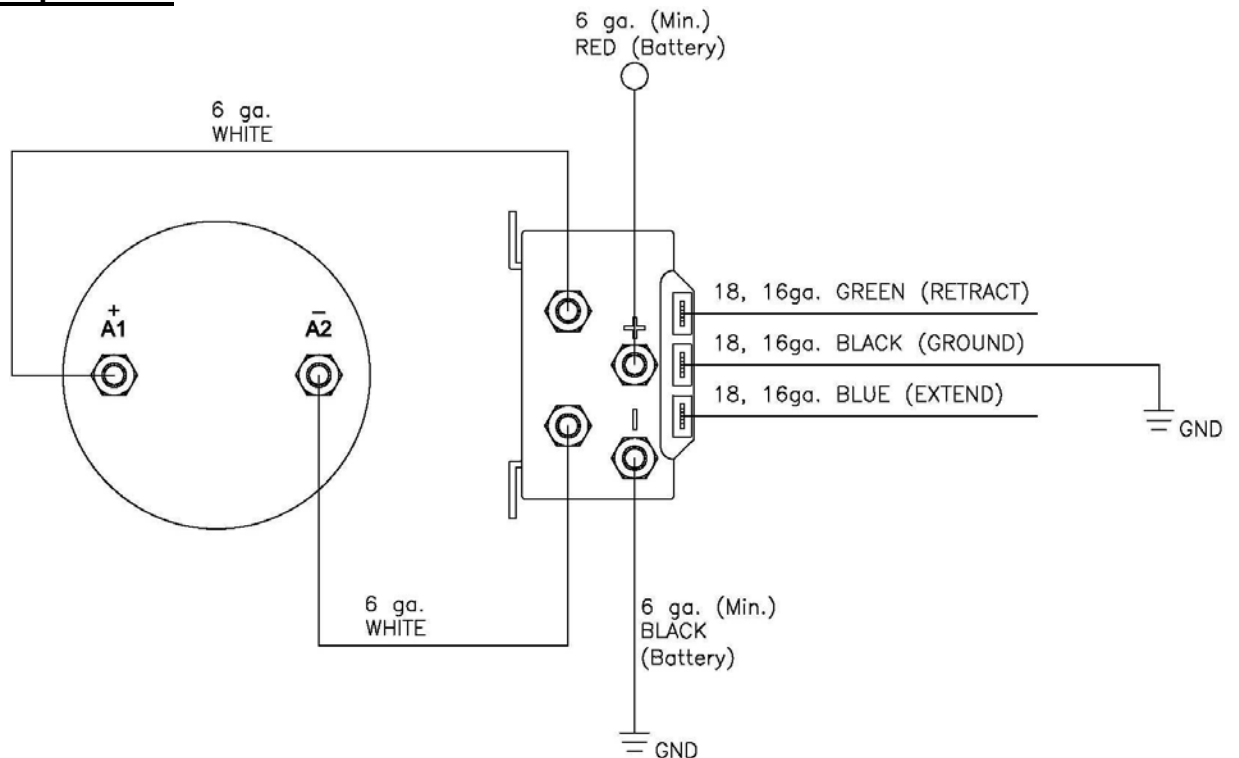 6 ga. (Min.)
RED (Battery)
6 ga.
WHITE
+
A1
−
A2
+
−
18, 16ga. GREEN (RETRACT)
18, 16ga. BLACK (GROUND)
18, 16ga. BLUE (EXTEND)
GND
6 ga.
WHITE
6 ga. (Min.)
BLACK
(Battery)
GND